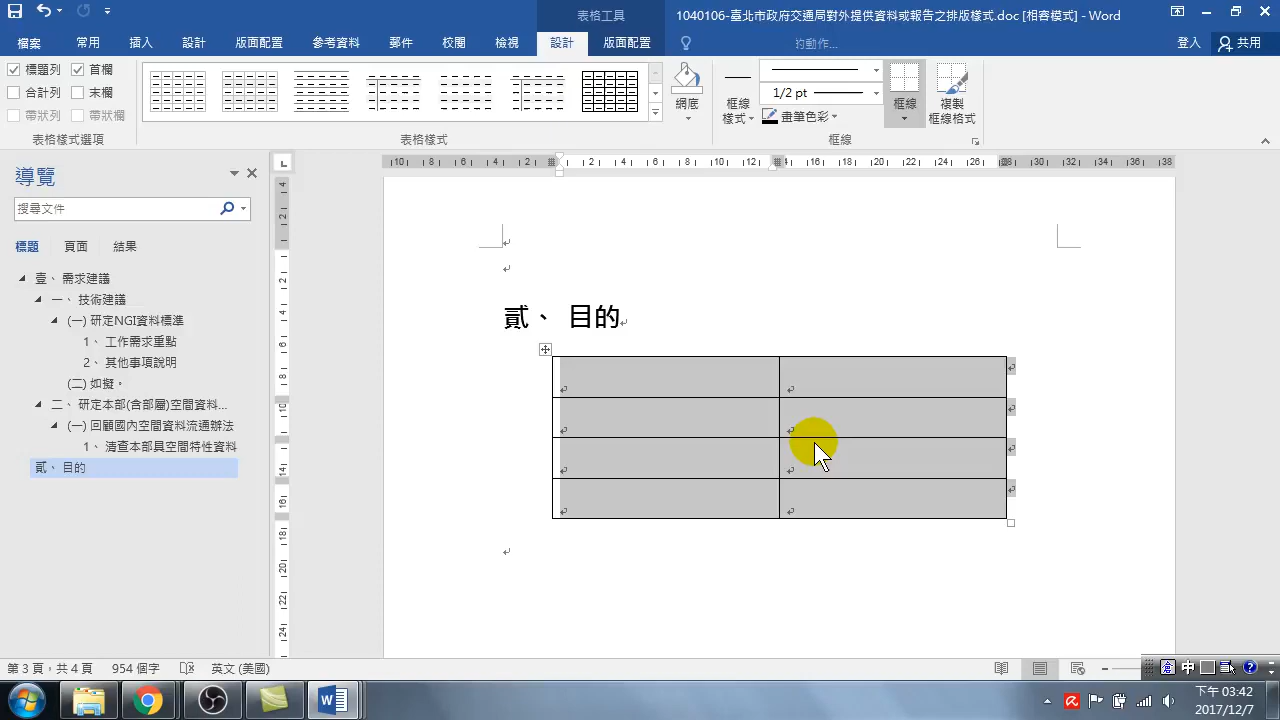 表格工具
1040106-臺北市政府交通局對外提供資料或報告之排版樣式.doc [相容模式] - Word
檔案 常用 插入 設計 版面配置 參考資料 郵件 校閱 檢視 設計 版面配置 的動作... 登入 共用
標題列 首欄
合計列 末欄
帶狀列 帶狀欄
表格樣式選項
表格樣式
網底
框線樣式
1/2 pt
畫筆色彩
框線
複製框線格式
框線
導覽
搜尋文件
標題 頁面 結果
壹、 需求建議
一、 技術建議
(一) 研定NGI資料標準
1、 工作需求重點
2、 其他事項說明
(二) 如擬。
二、 研定本部(含部屬)空間資料...
(一) 回顧國內空間資料流通辦法
1、 清查本部具空間特性資料
貳、 目的
貳、 目的
第 3 頁，共 4 頁 954 個字 英文 (美國)
中
下午 03:42
2017/12/7